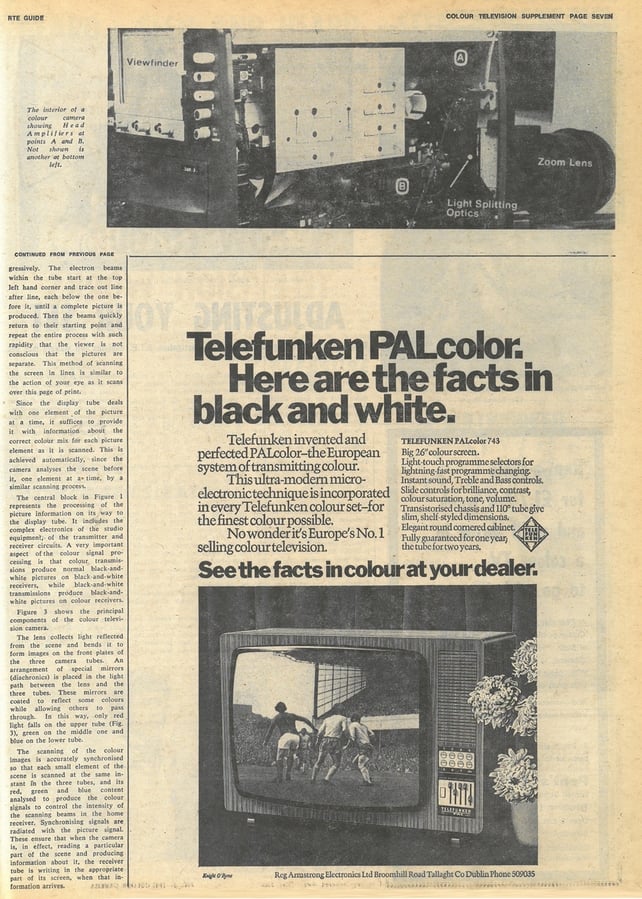 RTE GUIDE
COLOUR TELEVISION SUPPLEMENT PAGE SEVEN
The interior of a
colour camera
showing Head
Amplifiers at
points A and B.
Not shown is
another at bottom
left.
Viewfinder
A
B
Zoom Lens
Light Splitting
Optics
CONTINUED FROM PREVIOUS PAGE
gressively. The electron beams
within the tube start at the top
left hand corner and trace out line
after line, each below the one be-
fore it, until a complete picture is
produced. Then the beams quickly
return to their starting point and
repeat the entire process with such
rapidity that the viewer is not
conscious that the pictures are
separate. This method of scanning
the screen in lines is similar to
the action of your eye as it scans
over this page of print.
Since the display tube deals
with one element of the picture
at a time, it suffices to provide
it with information about the
correct colour mix for each picture
element as it is scanned. This is
achieved automatically, since the
camera analyses the scene before
it, one element at a time, by a
similar scanning process.
The central block in Figure 1
represents the processing of the
picture information on its way to
the display tube. It includes the
complex electronics of the studio
equipment; of the transmitter and
receiver circuits. A very important
aspect of the colour signal pro-
cessing is that colour transmis-
sions produce normal black-and-
white pictures on black-and-white
receivers, while black-and-white
transmissions produce black-and-
white pictures on colour receivers.
Figure 3 shows the principal
components of the colour televi-
sion camera.
The lens collects light reflected
from the scene and bends it to
form images on the front plates of
the three camera tubes. An
arrangement of special mirrors
(diachronics) is placed in the light
path between the lens and the
three tubes. These mirrors are
coated to reflect some colours
while allowing others to pass
through. In this way, only red
light falls on the upper tube (Fig.
3), green on the middle one and
blue on the lower tube.
The scanning of the colour
images is accurately synchronised
so that each small element of the
scene is scanned at the same in-
stant in the three tubes, and its
red, green and blue content
analysed to produce the colour
signals to control the intensity of
the scanning beams in the home
receiver. Synchronising signals are
radiated with the picture signal.
These ensure that when the camera
is, in effect, reading a particular
part of the scene and producing
information about it, the receiver
tube is writing in the appropriate
part of its screen, when that in-
formation arrives.
Telefunken PALcolor.
Here are the facts in
black and white.
Telefunken invented and
perfected PALcolor–the European
system of transmitting colour.
This ultra-modern micro-
electronic technique is incorporated
in every Telefunken colour set–for
the finest colour possible.
No wonder it's Europe's No. 1
selling colour television.
TELEFUNKEN PALcolor 743
Big 26" colour screen.
Light-touch programme selectors for
lightning-fast programme changing.
Instant sound, Treble and Bass controls.
Slide controls for brilliance, contrast,
colour saturation, tone, volume.
Transistorised chassis and 110° tube give
slim, shelf-styled dimensions.
Elegant round cornered cabinet.
Fully guaranteed for one year,
the tube for two years.
TELE
FUN
KEN
See the facts in colour at your dealer.
TELEFUNKEN
Knight O'Byrne
Reg Armstrong Electronics Ltd Broomhill Road Tallaght Co Dublin Phone 509035